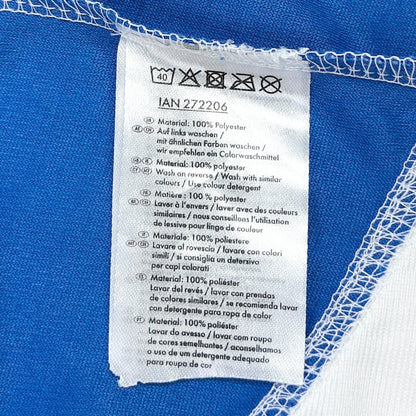 40
IAN 272206
DE Material: 100% Polyester
AT CH Auf links waschen /
mit ähnlichen Farben waschen /
wir empfehlen ein Colorwaschmittel
Material: 100% Polyester
Wash on reverse / Wash with similar
colours / Use colour detergent
Matière : 100% polyester
Laver à l'envers / laver avec des couleurs
similaires / nous conseillons l'utilisation
de lessive pour linge de couleur
Materiale: 100% poliestere
Lavare al rovescio / lavare con colori
simili / si consiglia un detersivo
per capi colorati
ES Material: 100% poliéster
Lavar del revés / lavar con prendas
de colores similares / se recomienda lavar
con detergente para ropa de color
PT Material: 100% poliéster
Lavar do avesso / lavar com roupa
de cores semelhantes / aconselhamos
o uso de um detergente adequado
para roupa de cor